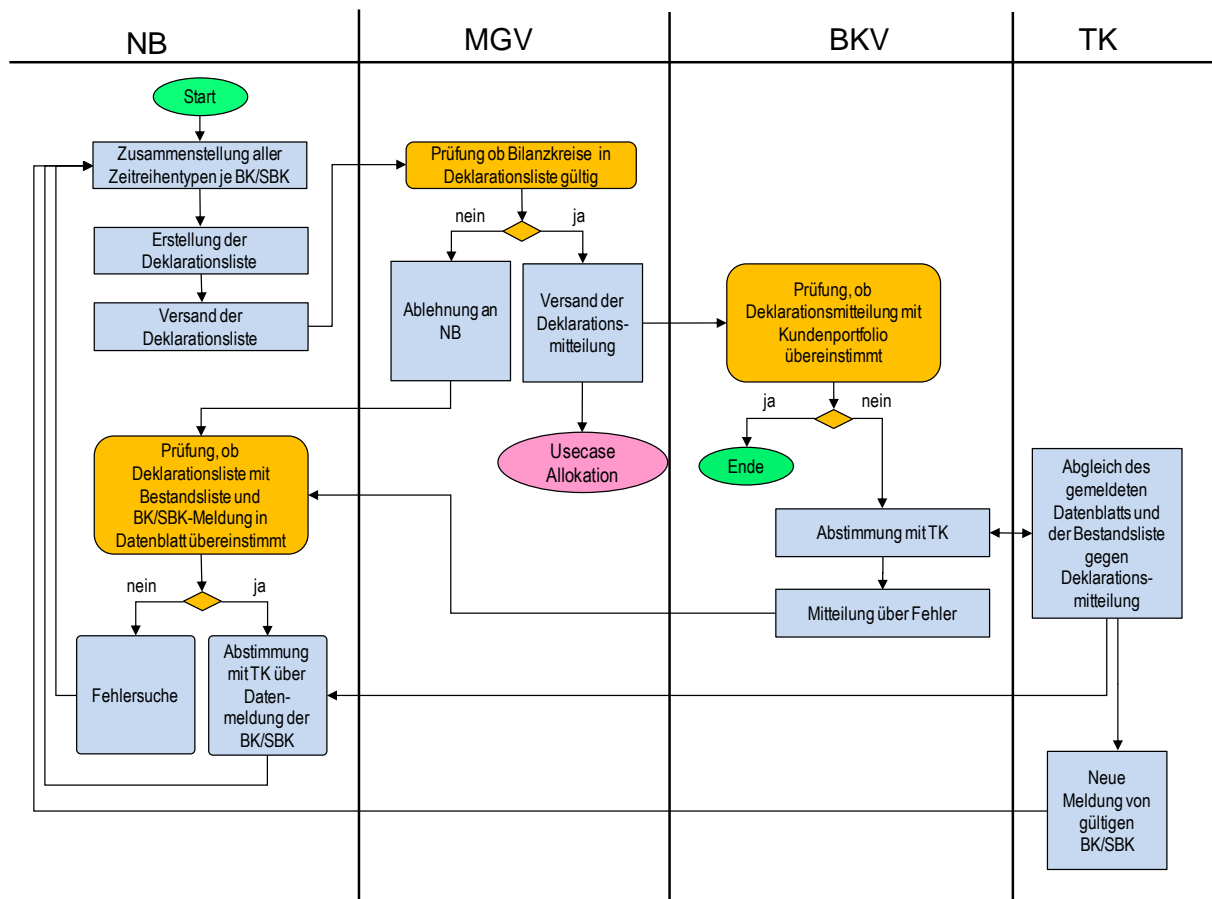 NB
MGV
BKV
TK
Start
Zusammenstellung aller
Zeitreihentypen je BK/SBK
Erstellung der
Deklarationsliste
Versand der
Deklarationsliste
Prüfung ob Bilanzkreise in
Deklarationsliste gültig
nein
ja
Ablehnung an
NB
Versand der
Deklarations-
mitteilung
Usecase
Allokation
Prüfung, ob
Deklarationsmitteilung mit
Kundenportfolio
übereinstimmt
ja
nein
Ende
Abstimmung mit TK
Mitteilung über Fehler
Abgleich des
gemeldeten
Datenblatts und
der Bestandsliste
gegen
Deklarations-
mitteilung
Prüfung, ob
Deklarationsliste mit
Bestandsliste und
BK/SBK-Meldung in
Datenblatt übereinstimmt
nein
ja
Fehlersuche
Abstimmung
mit TK über
Daten-
meldung der
BK/SBK
Neue
Meldung von
gültigen
BK/SBK